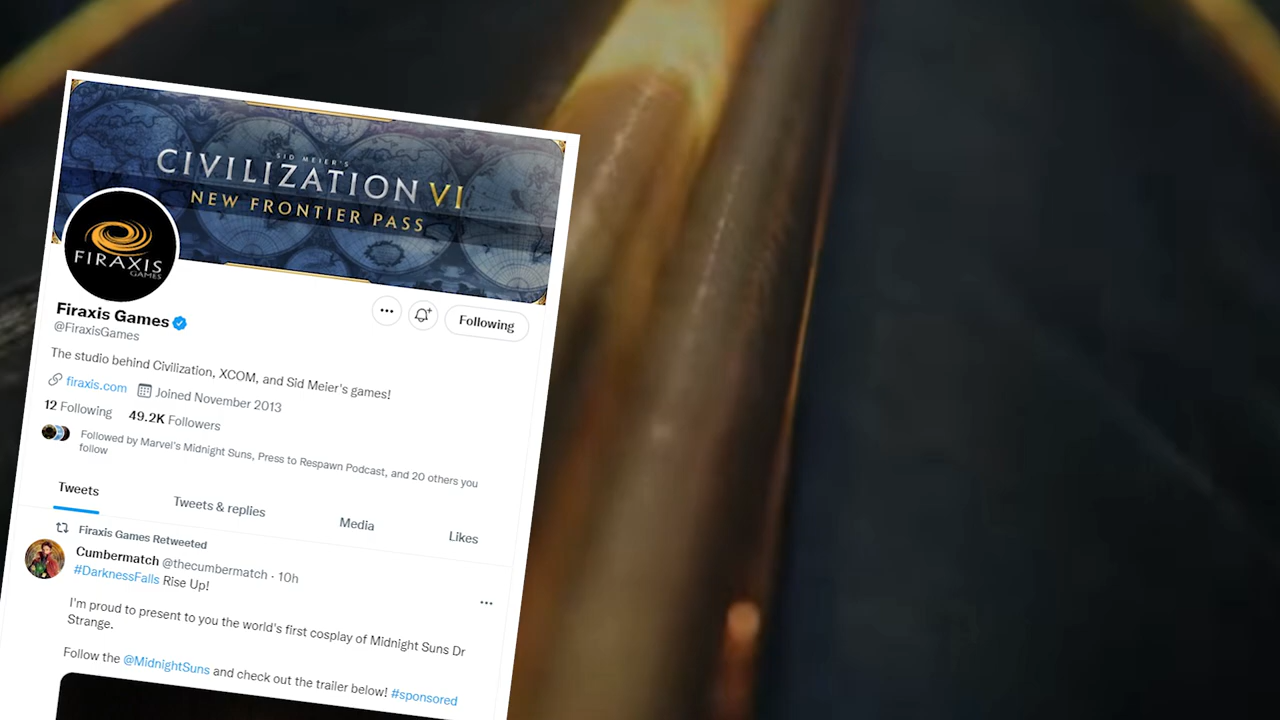 SID MEIER'S
CIVILIZATION VI
NEW FRONTIER PASS
FIRAXIS
GAMES
Following
Firaxis Games
@FiraxisGames
The studio behind Civilization, XCOM, and Sid Meier's games!
firaxis.com Joined November 2013
12 Following 49.2K Followers
Followed by Marvel's Midnight Suns, Press to Respawn Podcast, and 20 others you
follow
Tweets Tweets & replies Media Likes
Firaxis Games Retweeted
Cumbermatch @thecumbermatch · 10h
#DarknessFalls Rise Up!
I'm proud to present to you the world's first cosplay of Midnight Suns Dr
Strange.
Follow the @MidnightSuns and check out the trailer below! #sponsored